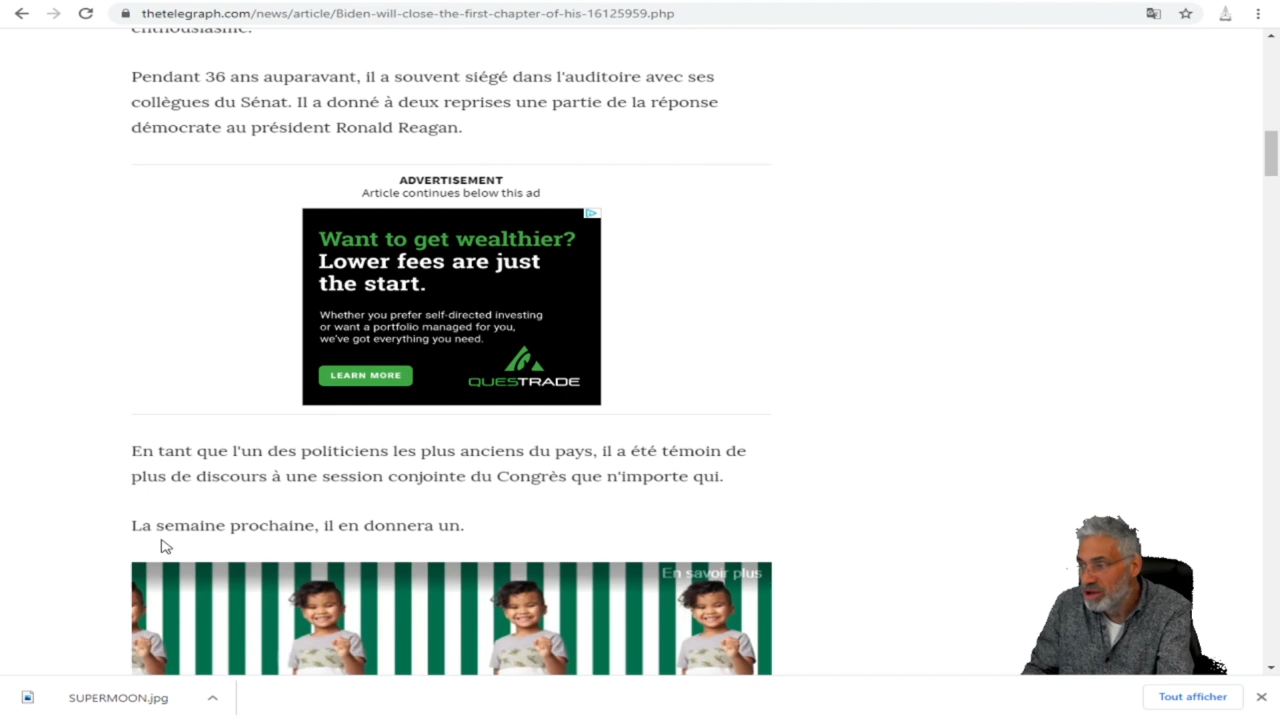 thetelegraph.com/news/article/Biden-will-close-the-first-chapter-of-his-16125959.php
enthousiasme.
Pendant 36 ans auparavant, il a souvent siégé dans l'auditoire avec ses
collègues du Sénat. Il a donné à deux reprises une partie de la réponse
démocrate au président Ronald Reagan.
ADVERTISEMENT
Article continues below this ad
Want to get wealthier?
Lower fees are just
the start.
Whether you prefer self-directed investing
or want a portfolio managed for you,
we've got everything you need.
LEARN MORE
QUESTRADE
En tant que l'un des politiciens les plus anciens du pays, il a été témoin de
plus de discours à une session conjointe du Congrès que n'importe qui.
La semaine prochaine, il en donnera un.
En savoir plus
SUPERMOON.jpg
Tout afficher